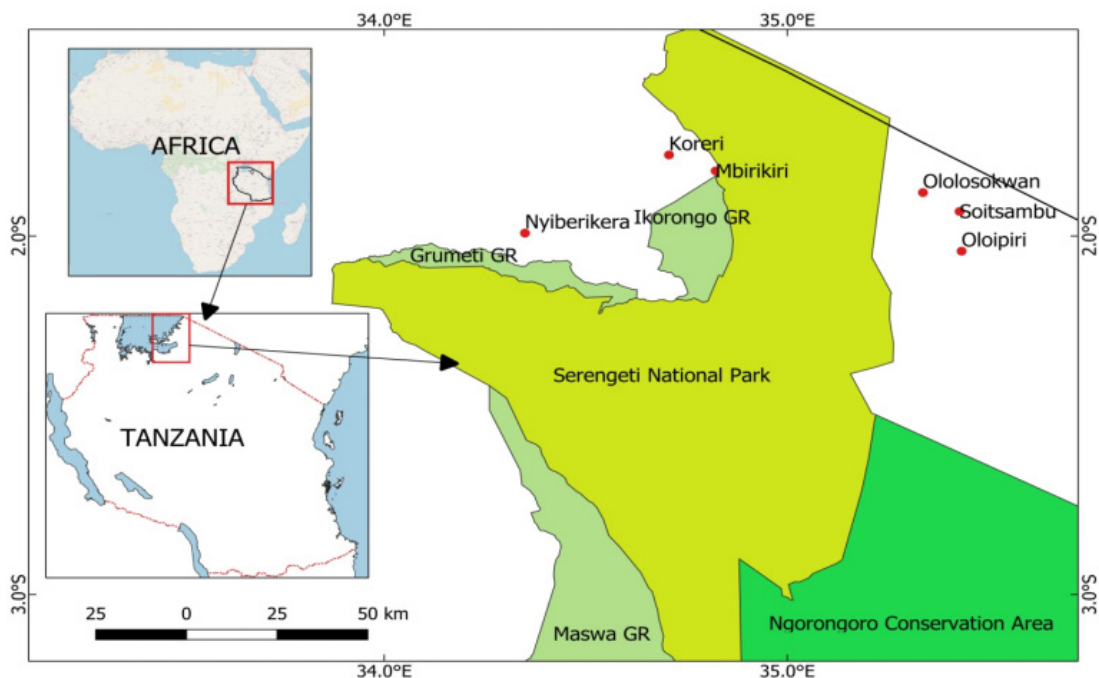 34.0°E
35.0°E
AFRICA
Koreri
Mbirikiri
Ololosokwan
Ikorongo GR
Soitsambu
Nyiberikera
2.0°S
2.0°S
Oloipiri
Grumeti GR
Serengeti National Park
TANZANIA
3.0°S
3.0°S
25
0
25
50 km
Ngorongoro Conservation Area
Maswa GR
34.0°E
35.0°E